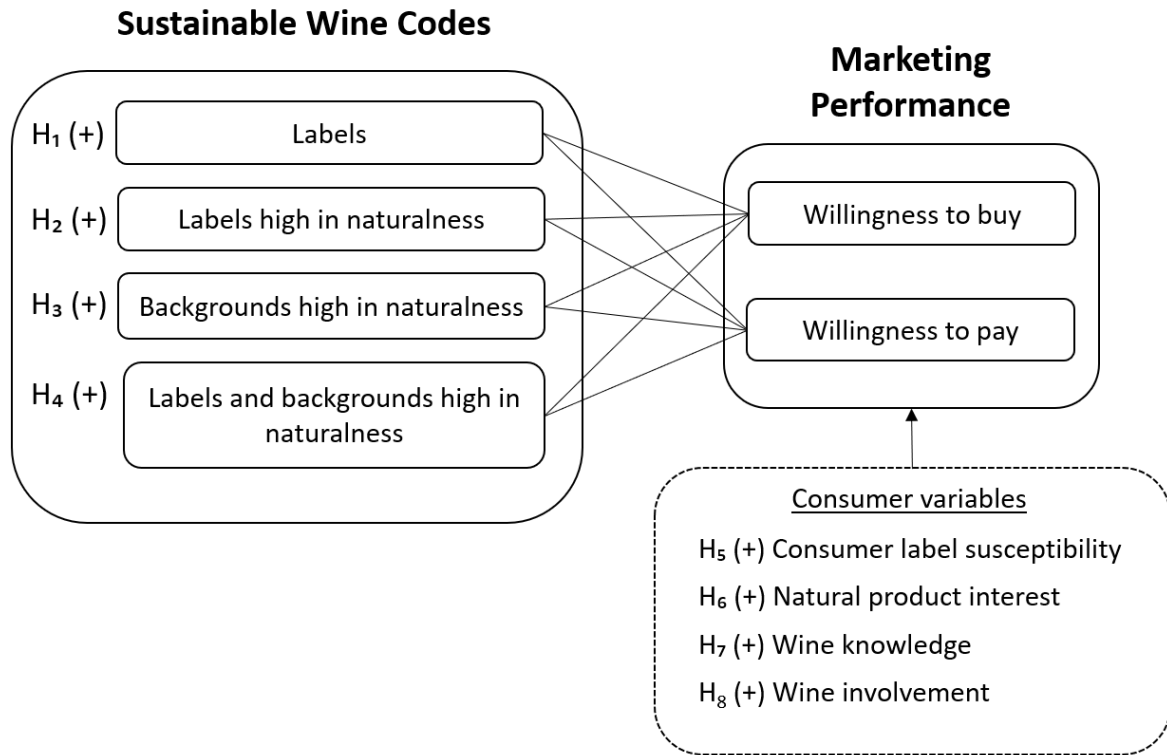 Sustainable Wine Codes
H₁ (+)
Labels
H₂ (+)
Labels high in naturalness
H₃ (+)
Backgrounds high in naturalness
H₄ (+)
Labels and backgrounds high in
naturalness
Marketing
Performance
Willingness to buy
Willingness to pay
Consumer variables
H₅ (+) Consumer label susceptibility
H₆ (+) Natural product interest
H₇ (+) Wine knowledge
H₈ (+) Wine involvement